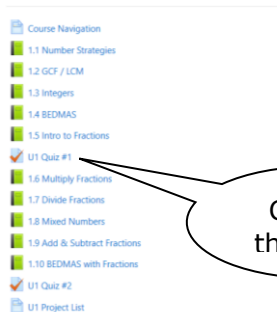 Course Navigation
1.1 Number Strategies
1.2 GCF / LCM
1.3 Integers
1.4 BEDMAS
1.5 Intro to Fractions
U1 Quiz #1
1.6 Multiply Fractions
1.7 Divide Fractions
1.8 Mixed Numbers
1.9 Add & Subtract Fractions
1.10 BEDMAS with Fractions
U1 Quiz #2
U1 Project List